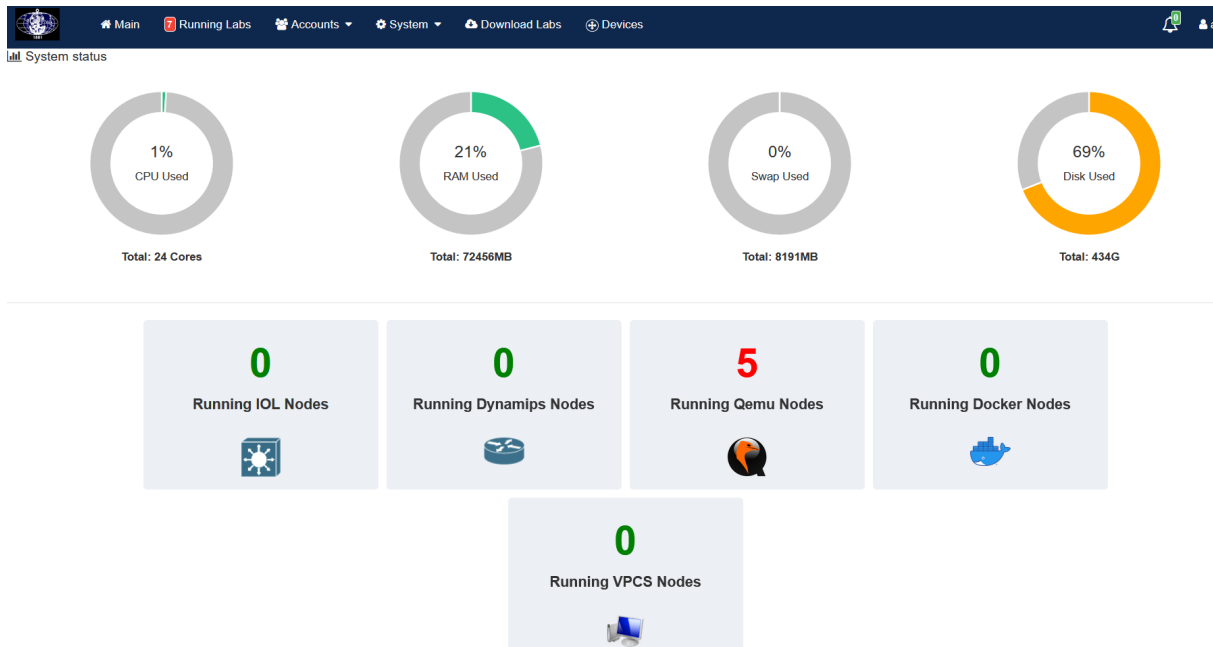 Main 7 Running Labs Accounts System Download Labs Devices 0
System status
1% 21% 0% 69%
CPU Used RAM Used Swap Used Disk Used
Total: 24 Cores Total: 72456MB Total: 8191MB Total: 434G
0 0 5 0
Running IOL Nodes Running Dynamips Nodes Running Qemu Nodes Running Docker Nodes
0
Running VPCS Nodes